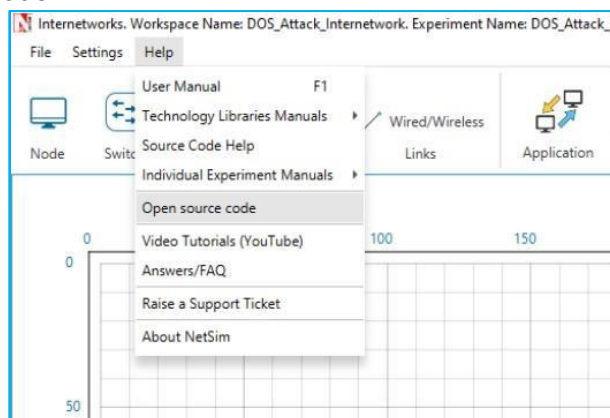 Internetworks. Workspace Name: DOS_Attack_Internetwork. Experiment Name: DOS_Attack_
File Settings Help
Node
Wired/Wireless
Links
Application
User Manual F1
Technology Libraries Manuals
Source Code Help
Individual Experiment Manuals
Open source code
Video Tutorials (YouTube)
Answers/FAQ
Raise a Support Ticket
About NetSim
0 100 150
0
50